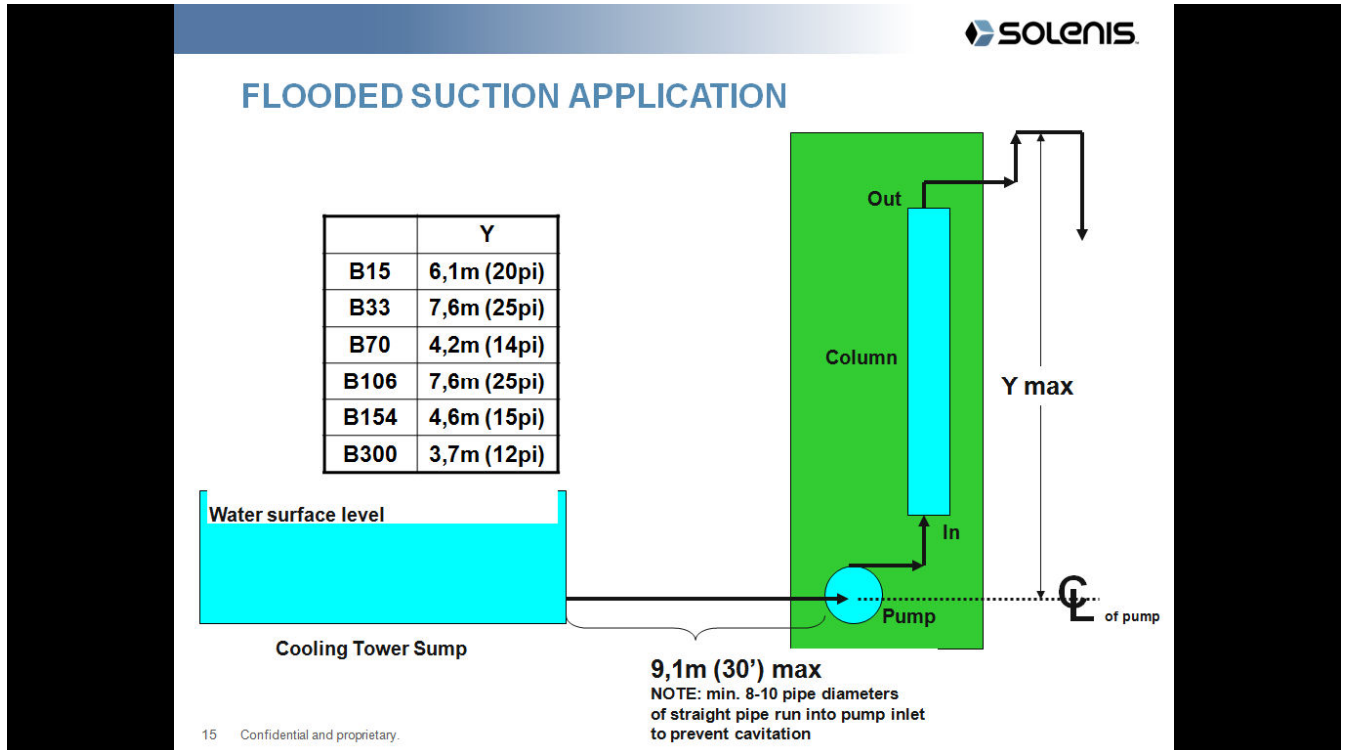 SOLENIS
FLOODED SUCTION APPLICATION
Y
B15 6,1m (20pi)
B33 7,6m (25pi)
B70 4,2m (14pi)
B106 7,6m (25pi)
B154 4,6m (15pi)
B300 3,7m (12pi)
Out
Column
Y max
In
Pump
CL of pump
Water surface level
Cooling Tower Sump
9,1m (30’) max
NOTE: min. 8-10 pipe diameters
of straight pipe run into pump inlet
to prevent cavitation
15 Confidential and proprietary.